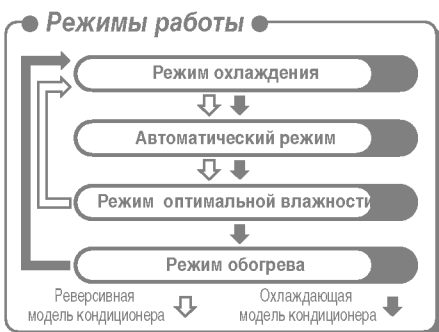 Режимы работы
Режим охлаждения
Автоматический режим
Режим оптимальной влажности
Режим обогрева
Реверсивная
модель кондиционера
Охлаждающая
модель кондиционера